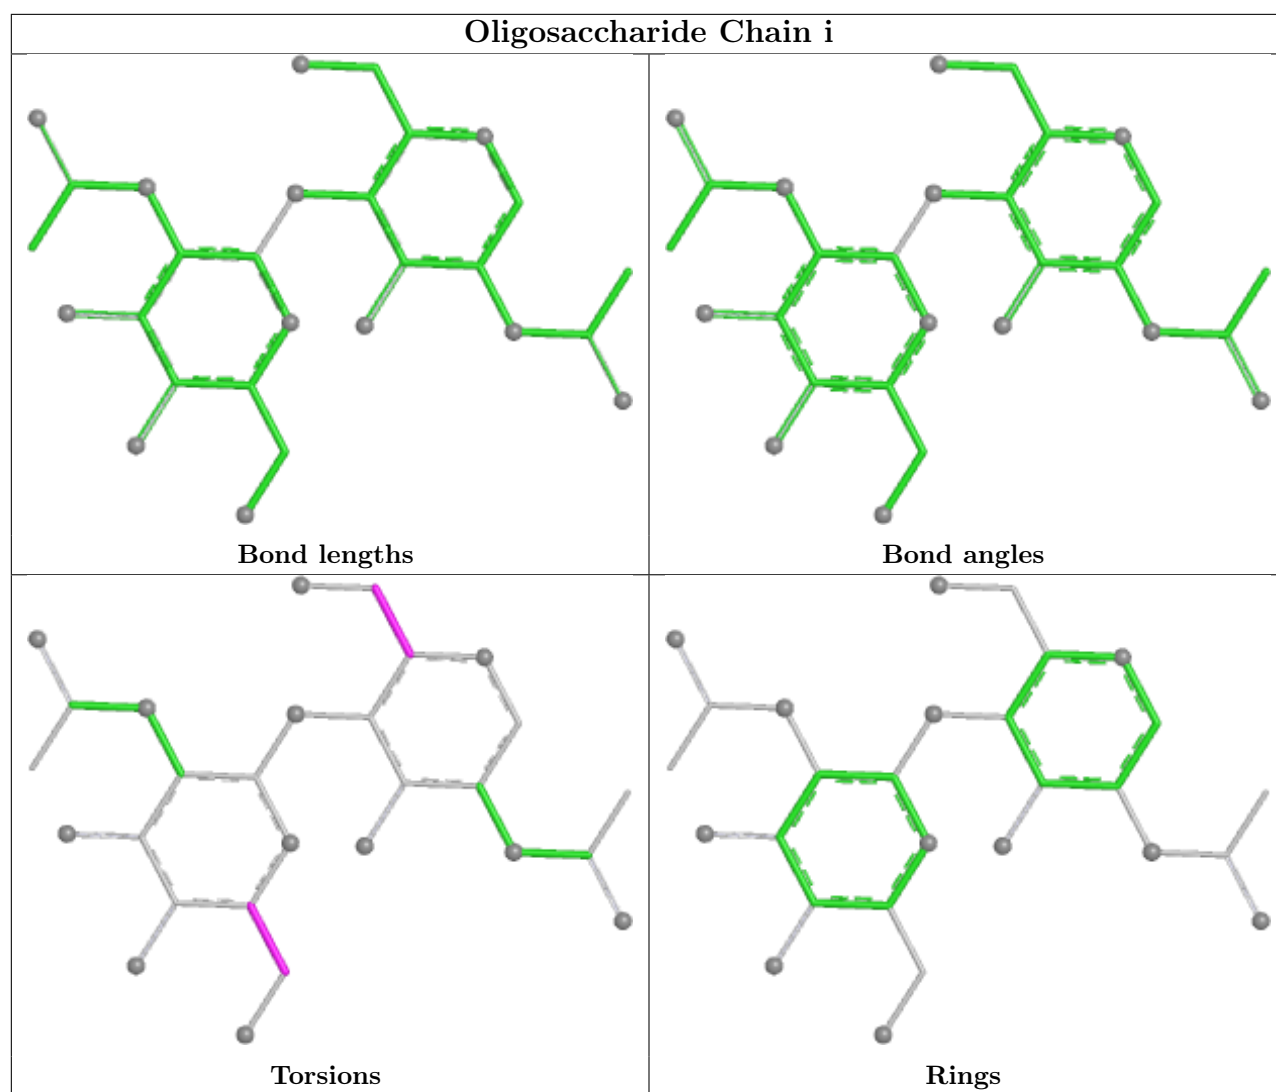 Oligosaccharide Chain i
Bond lengths
Bond angles
Torsions
Rings